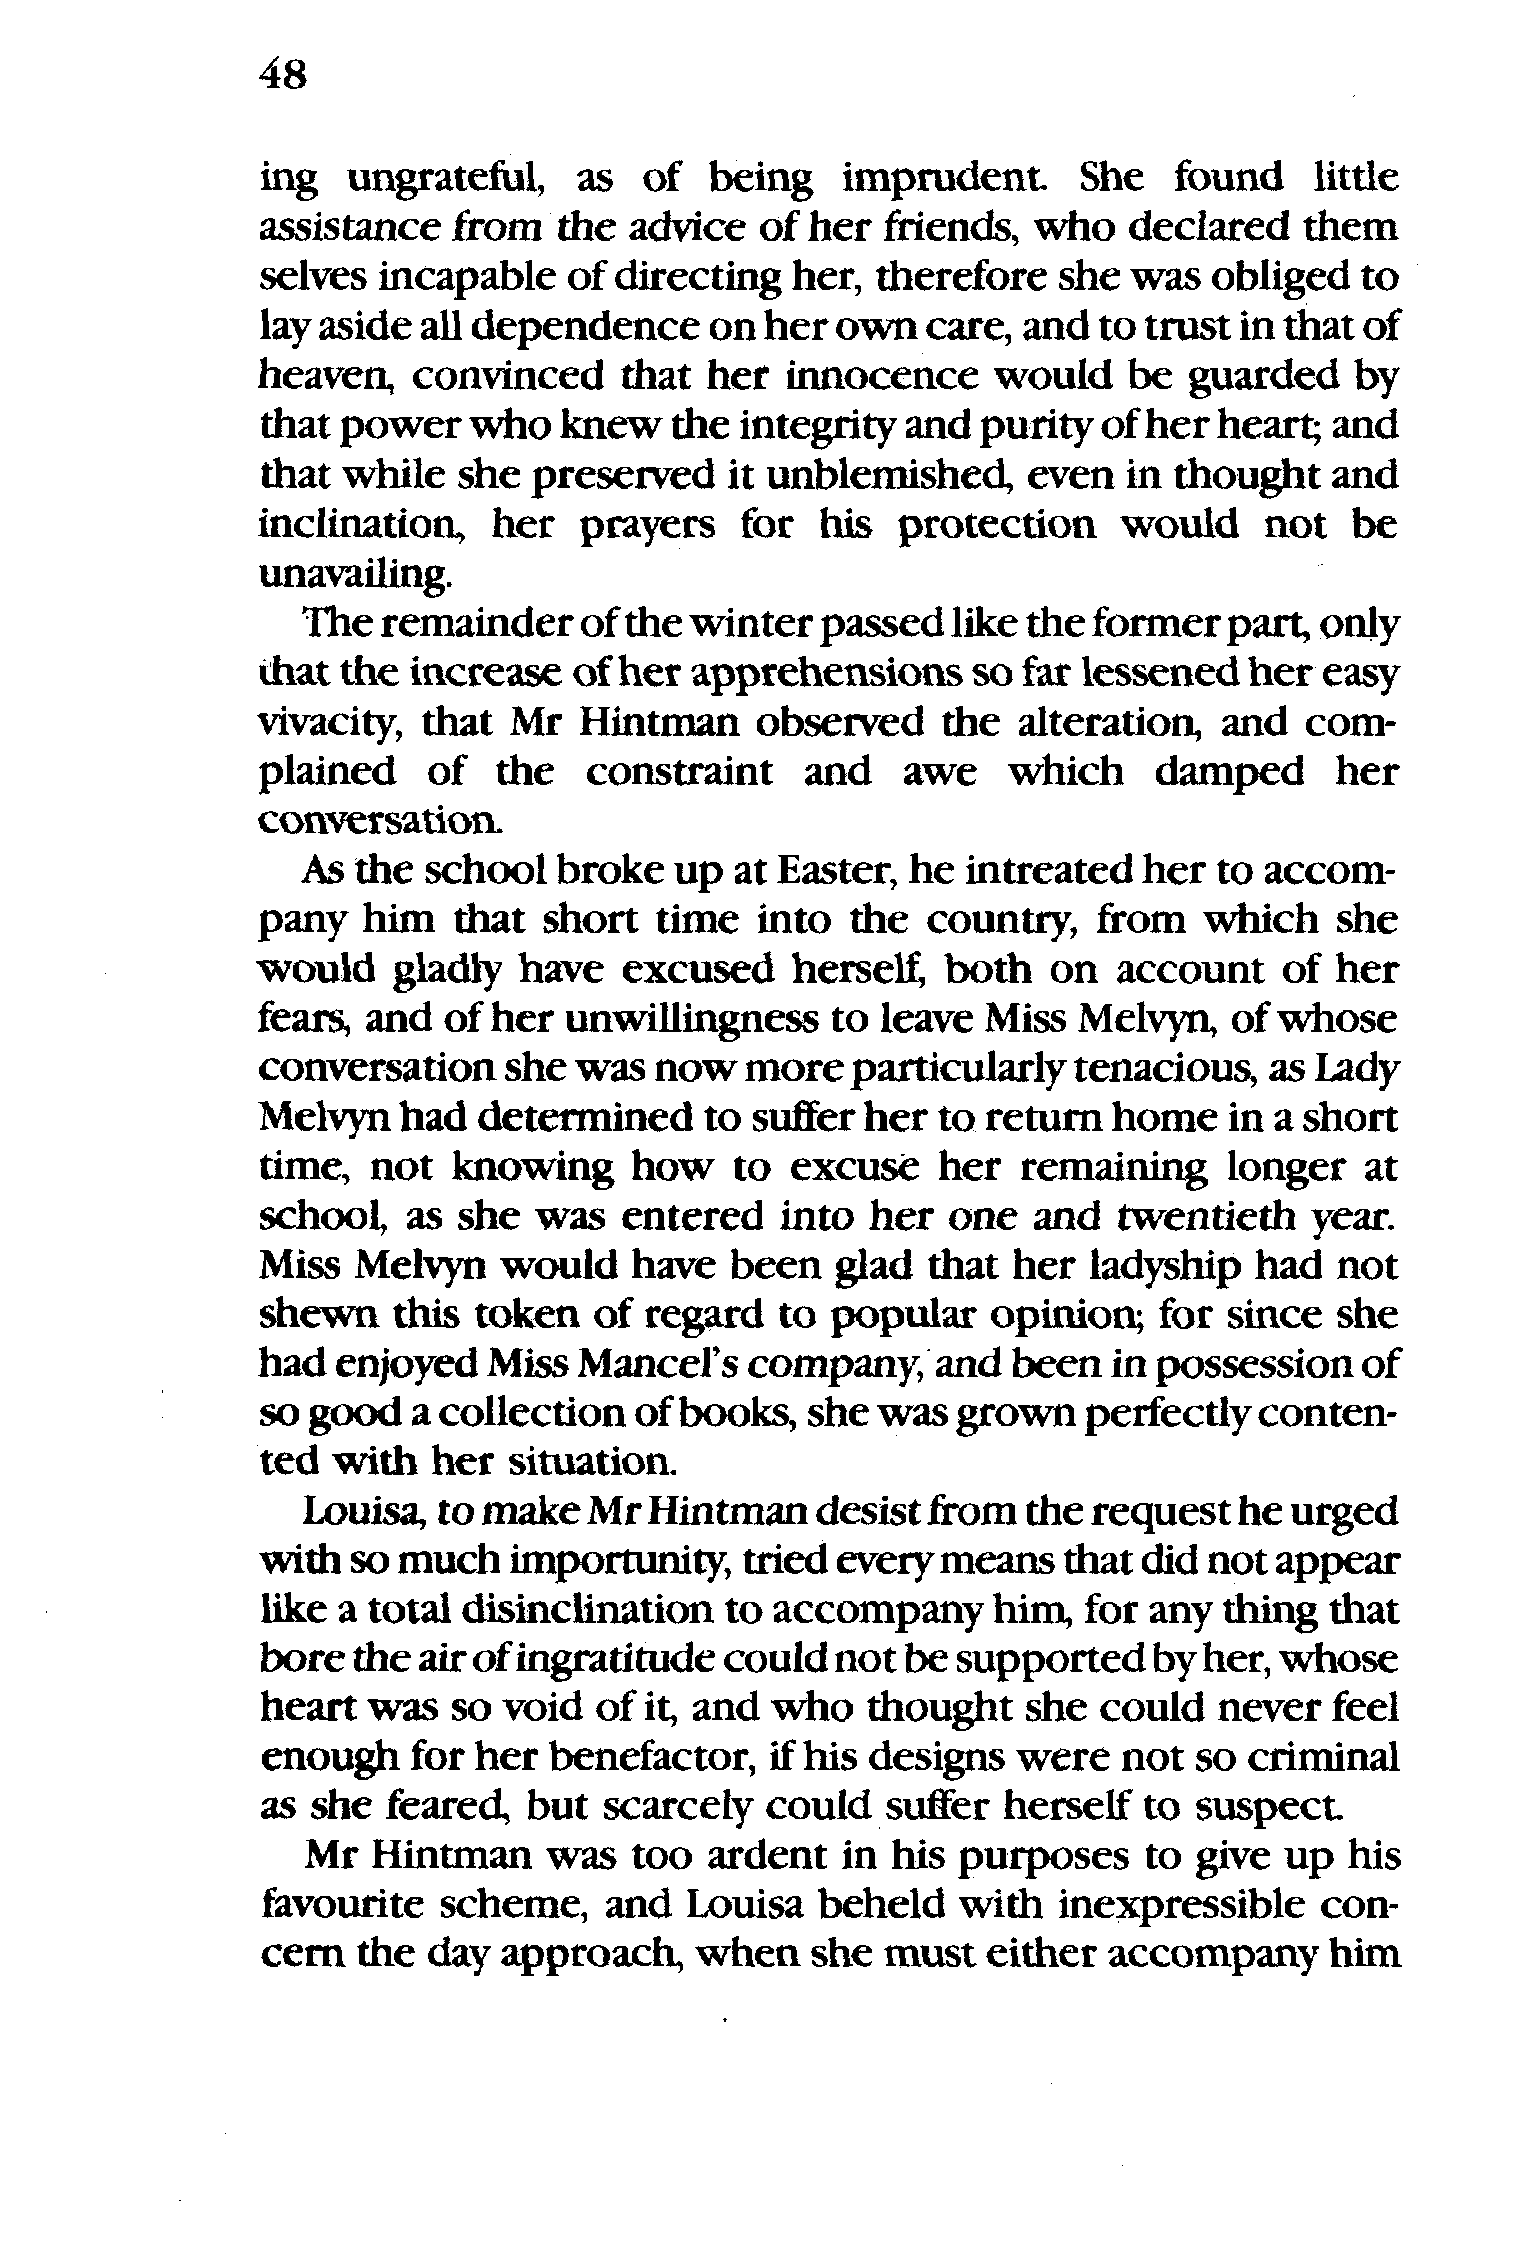 48
ing ungrateful, as of being imprudent. She found little
assistance from the advice of her friends, who declared them
selves incapable of directing her, therefore she was obliged to
lay aside all dependence on her own care, and to trust in that of
heaven, convinced that her innocence would be guarded by
that power who knew the integrity and purity of her heart; and
that while she preserved it unblemished, even in thought and
inclination, her prayers for his protection would not be
unavailing.
The remainder of the winter passed like the former part, only
that the increase of her apprehensions so far lessened her easy
vivacity, that Mr Hintman observed the alteration, and com-
plained of the constraint and awe which damped her
conversation.
As the school broke up at Easter, he intreated her to accom-
pany him that short time into the country, from which she
would gladly have excused herself, both on account of her
fears, and of her unwillingness to leave Miss Melvyn, of whose
conversation she was now more particularly tenacious, as Lady
Melvyn had determined to suffer her to return home in a short
time, not knowing how to excuse her remaining longer at
school, as she was entered into her one and twentieth year.
Miss Melvyn would have been glad that her ladyship had not
shewn this token of regard to popular opinion; for since she
had enjoyed Miss Mancel's company, and been in possession of
so good a collection of books, she was grown perfectly conten-
ted with her situation.
Louisa, to make Mr Hintman desist from the request he urged
with so much importunity, tried every means that did not appear
like a total disinclination to accompany him, for any thing that
bore the air of ingratitude could not be supported by her, whose
heart was so void of it, and who thought she could never feel
enough for her benefactor, if his designs were not so criminal
as she feared, but scarcely could suffer herself to suspect.
Mr Hintman was too ardent in his purposes to give up his
favourite scheme, and Louisa beheld with inexpressible con-
cern the day approach, when she must either accompany him